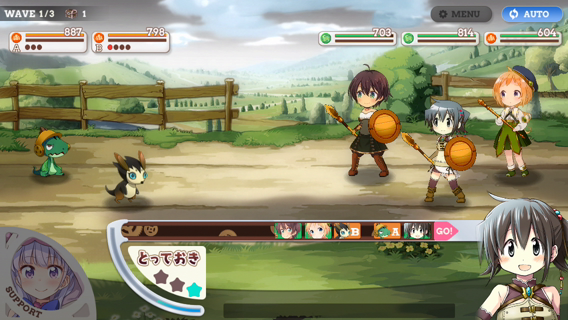 WAVE 1/3 1
MENU
AUTO
887
798
703
814
604
A
B
B
A
GO!
とっておき
SUPPORT